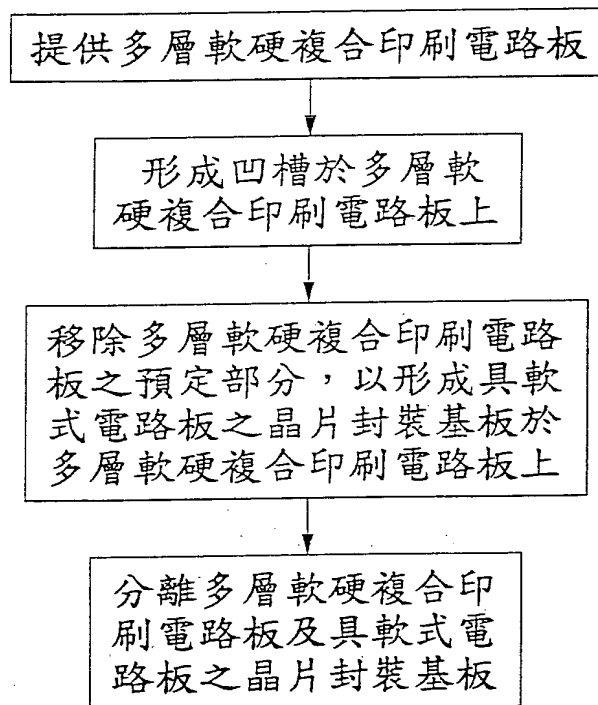 提供多層軟硬複合印刷電路板
形成凹槽於多層軟
硬複合印刷電路板上
移除多層軟硬複合印刷電路
板之預定部分，以形成具軟
式電路板之晶片封裝基板於
多層軟硬複合印刷電路板上
分離多層軟硬複合印
刷電路板及具軟式電
路板之晶片封裝基板